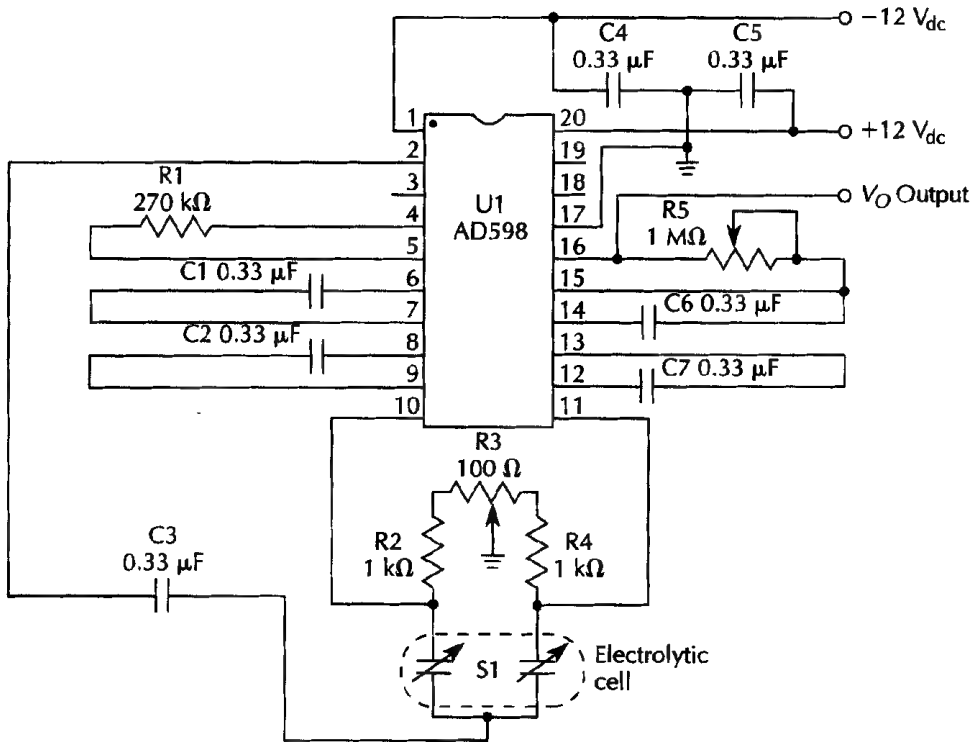 −12 Vdc
C4
0.33 µF
C5
0.33 µF
+12 Vdc
1
20
2
19
3
18
4
17
5
16
6
15
7
14
8
13
9
12
10
11
U1
AD598
R1
270 kΩ
C1 0.33 µF
C2 0.33 µF
VO Output
R5
1 MΩ
C6 0.33 µF
C7 0.33 µF
R3
100 Ω
R2
1 kΩ
R4
1 kΩ
C3
0.33 µF
S1
Electrolytic
cell